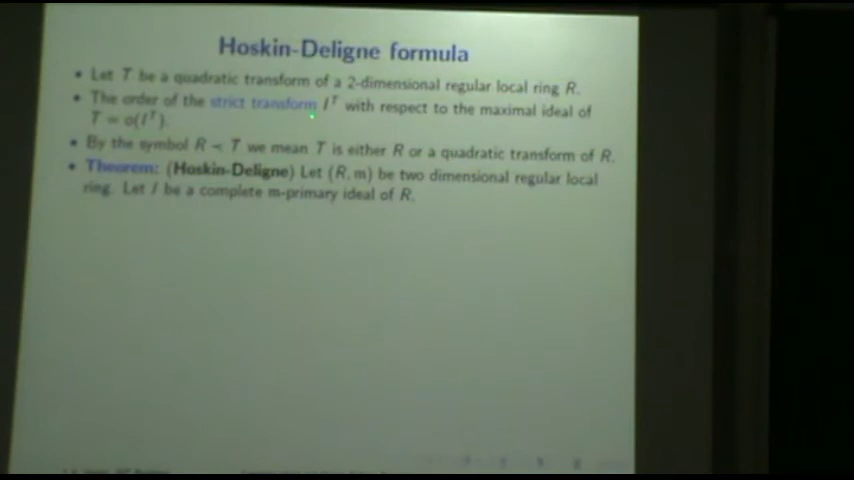 Hoskin-Deligne formula
• Let T be a quadratic transform of a 2-dimensional regular local ring R.
• The order of the strict transform I^T with respect to the maximal ideal of
T = o(I^T).
• By the symbol R ≺ T we mean T is either R or a quadratic transform of R.
• Theorem: (Hoskin-Deligne) Let (R, m) be two dimensional regular local
ring. Let I be a complete m-primary ideal of R.